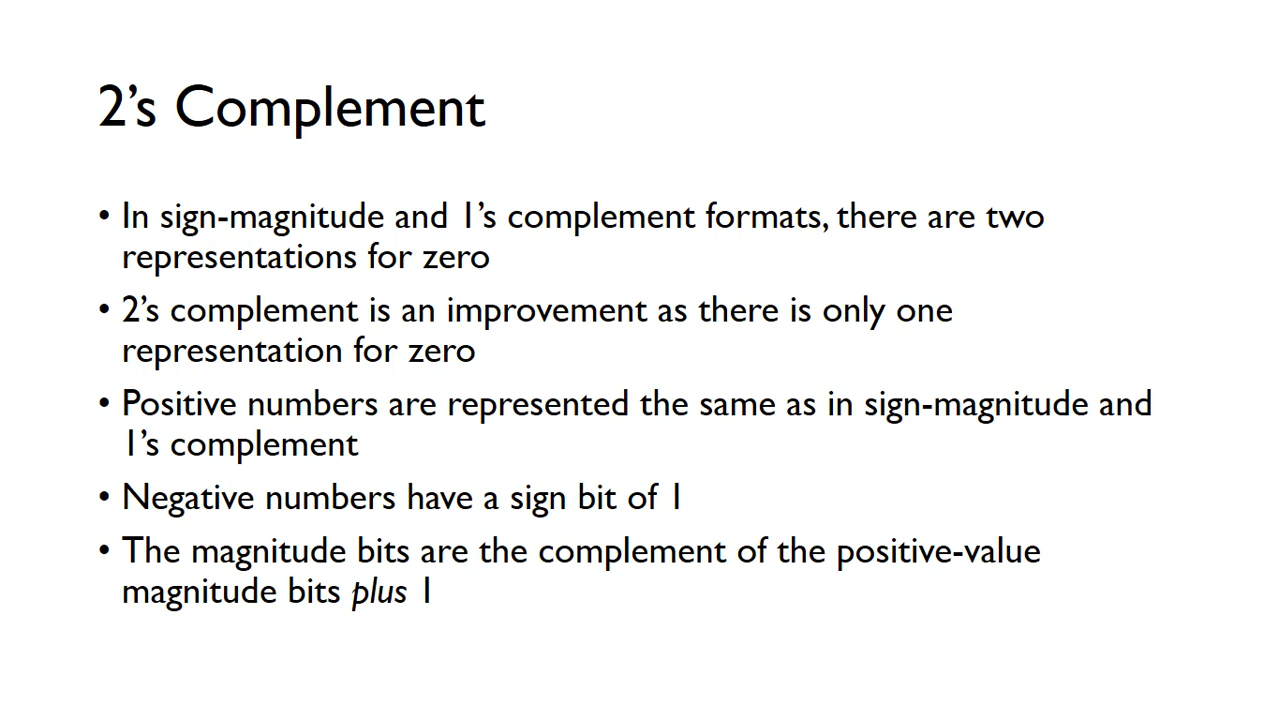 2’s Complement
• In sign-magnitude and 1’s complement formats, there are two
representations for zero
• 2’s complement is an improvement as there is only one
representation for zero
• Positive numbers are represented the same as in sign-magnitude and
1’s complement
• Negative numbers have a sign bit of 1
• The magnitude bits are the complement of the positive-value
magnitude bits plus 1